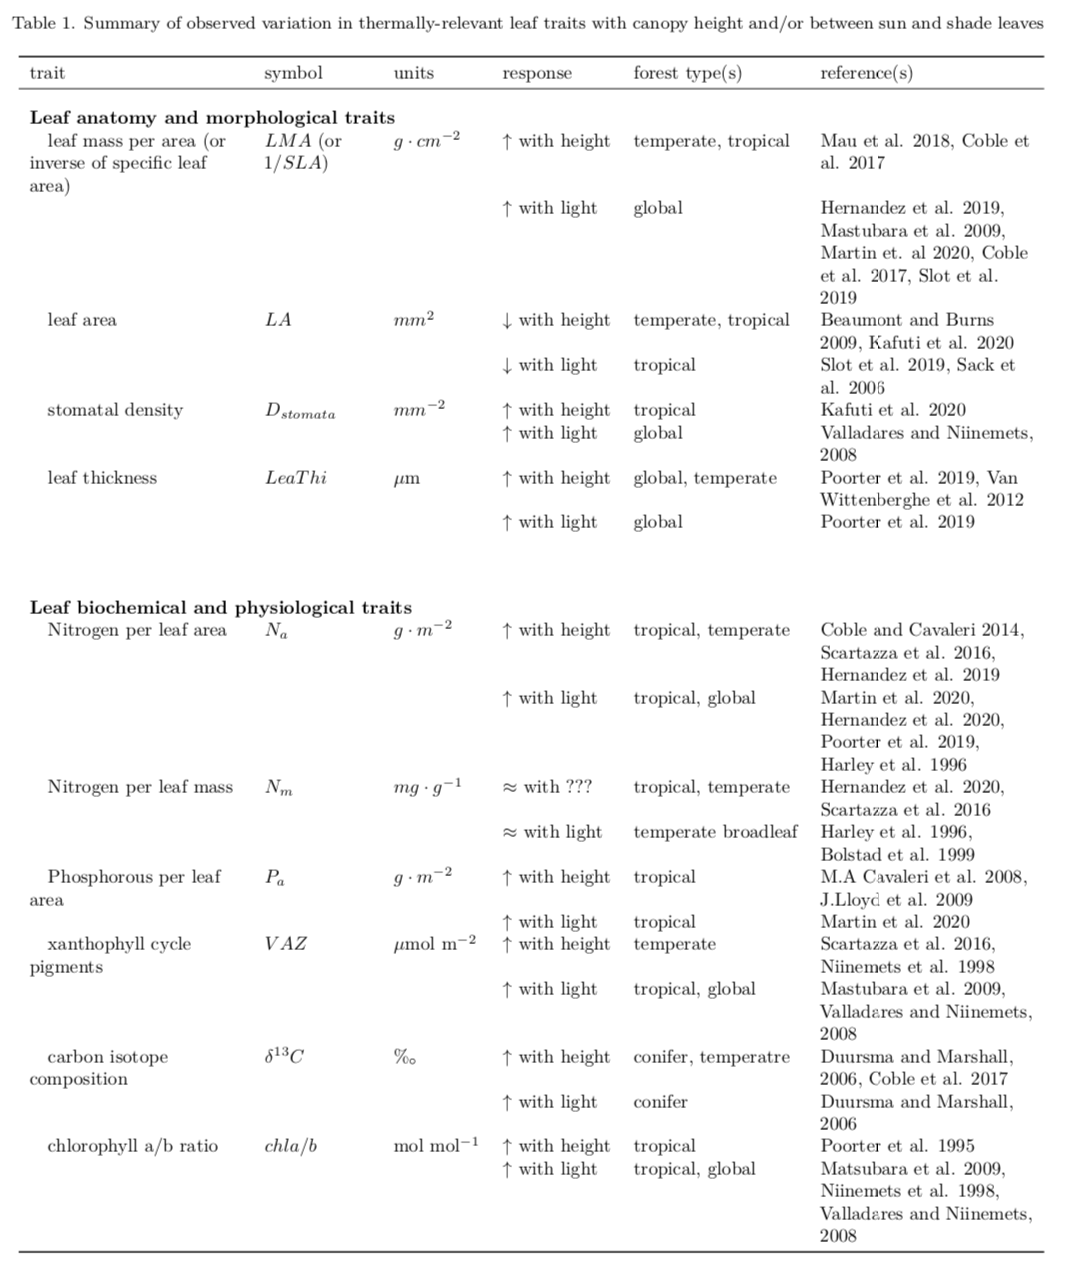 Table 1. Summary of observed variation in thermally-relevant leaf traits with canopy height and/or between sun and shade leaves
trait symbol units response forest type(s) reference(s)
Leaf anatomy and morphological traits
leaf mass per area (or LMA (or g · cm⁻² ↑ with height temperate, tropical Mau et al. 2018, Coble et
inverse of specific leaf 1/SLA) al. 2017
area)
↑ with light global Hernandez et al. 2019,
Mastubara et al. 2009,
Martin et. al 2020, Coble
et al. 2017, Slot et al.
2019
leaf area LA mm² ↓ with height temperate, tropical Beaumont and Burns
2009, Kafuti et al. 2020
↓ with light tropical Slot et al. 2019, Sack et
al. 2006
stomatal density D_stomata mm⁻² ↑ with height tropical Kafuti et al. 2020
↑ with light global Valladares and Niinemets,
2008
leaf thickness LeaThi μm ↑ with height global, temperate Poorter et al. 2019, Van
Wittenberghe et al. 2012
↑ with light global Poorter et al. 2019
Leaf biochemical and physiological traits
Nitrogen per leaf area N_a g · m⁻² ↑ with height tropical, temperate Coble and Cavaleri 2014,
Scartazza et al. 2016,
Hernandez et al. 2019
↑ with light tropical, global Martin et al. 2020,
Hernandez et al. 2020,
Poorter et al. 2019,
Harley et al. 1996
Nitrogen per leaf mass N_m mg · g⁻¹ ≈ with ??? tropical, temperate Hernandez et al. 2020,
Scartazza et al. 2016
≈ with light temperate broadleaf Harley et al. 1996,
Bolstad et al. 1999
Phosphorous per leaf P_a g · m⁻² ↑ with height tropical M.A Cavaleri et al. 2008,
area J.Lloyd et al. 2009
↑ with light tropical Martin et al. 2020
xanthophyll cycle VAZ μmol m⁻² ↑ with height temperate Scartazza et al. 2016,
pigments Niinemets et al. 1998
↑ with light tropical, global Mastubara et al. 2009,
Valladares and Niinemets,
2008
carbon isotope δ¹³C ‰ ↑ with height conifer, temperatre Duursma and Marshall,
composition 2006, Coble et al. 2017
↑ with light conifer Duursma and Marshall,
2006
chlorophyll a/b ratio chla/b mol mol⁻¹ ↑ with height tropical Poorter et al. 1995
↑ with light tropical, global Matsubara et al. 2009,
Niinemets et al. 1998,
Valladares and Niinemets,
2008